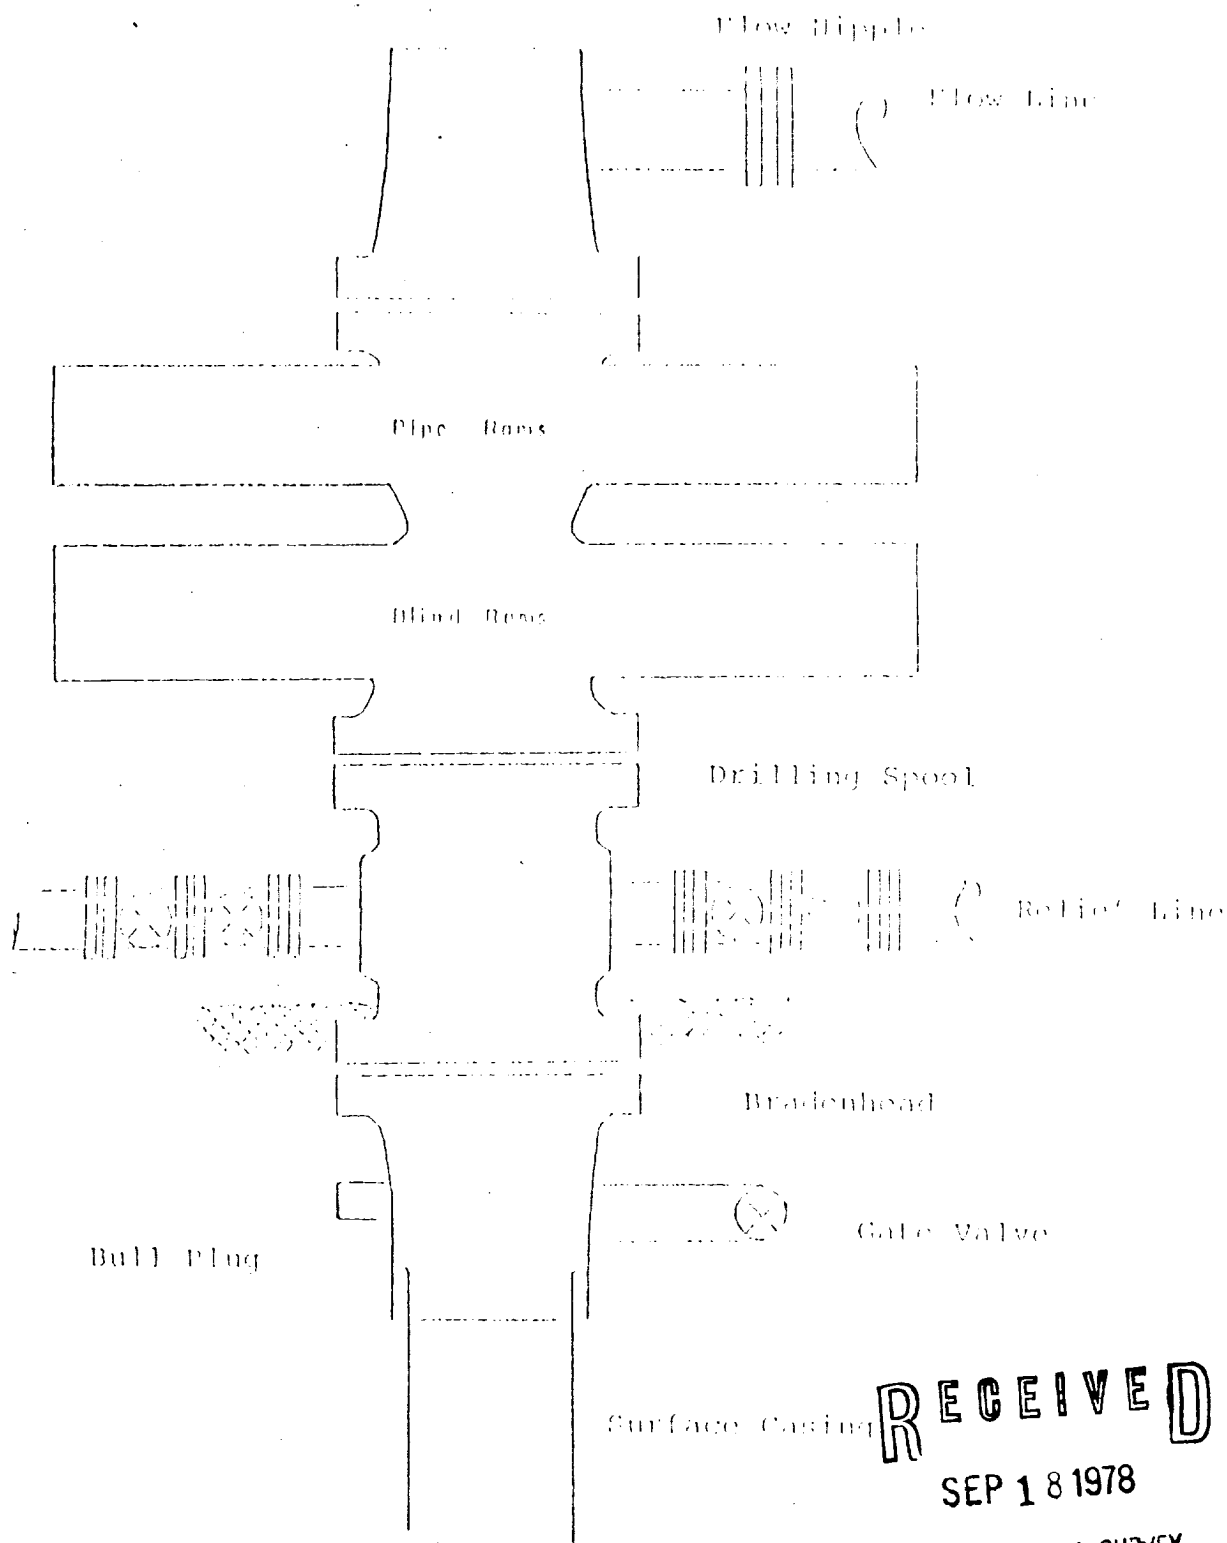 Flow Nipple
Flow Line
Pipe Rams
Blind Rams
Drilling Spool
Relief Line
Bradenhead
Gate Valve
Bull Plug
Surface Casing
RECEIVED
SEP 18 1978
SURVEY